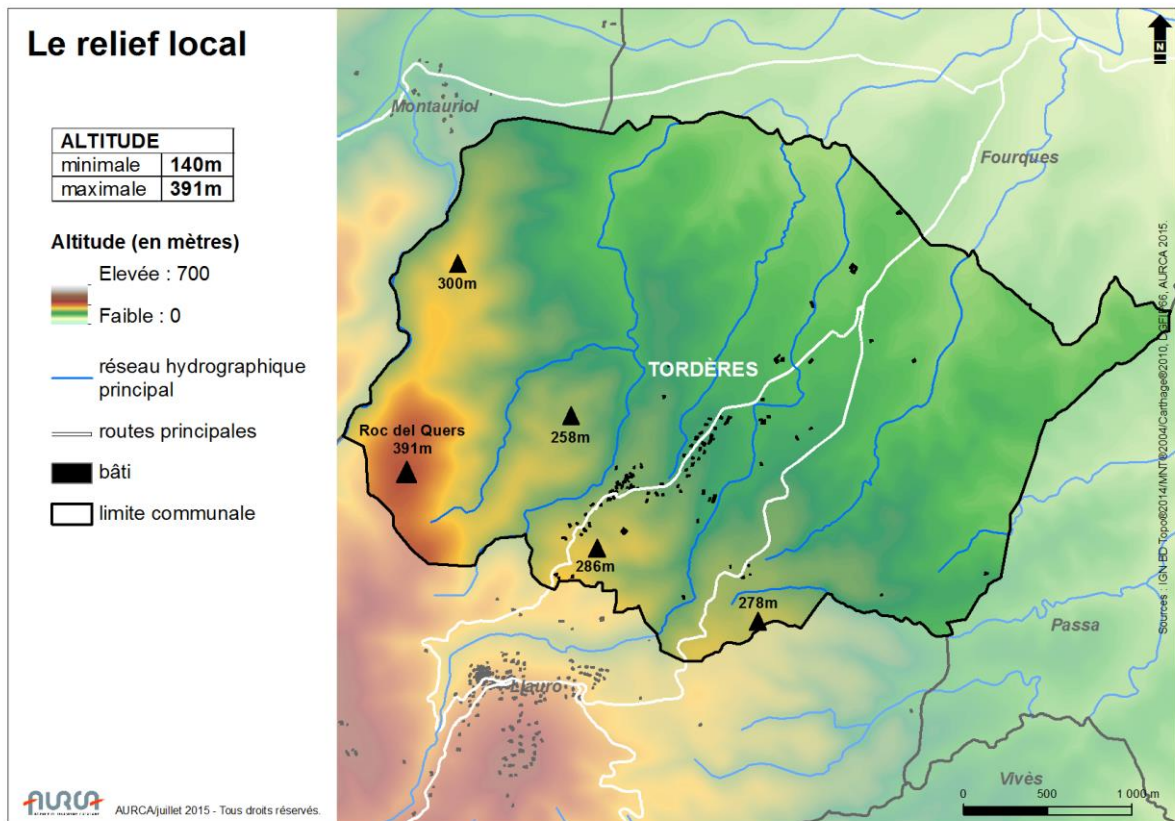 Le relief local
ALTITUDE
minimale 140m
maximale 391m
Altitude (en mètres)
Elevée : 700
Faible : 0
réseau hydrographique
principal
routes principales
bâti
limite communale
AURCA
AURCA/juillet 2015 - Tous droits réservés.
Montauriol
Fourques
N
300m
TORDÈRES
258m
Roc del Quers
391m
286m
278m
Passa
Llauro
Vivès
0 500 1 000 m
Sources : IGN BD Topo®2014/MNT®2004/Carthage®2010, DGFIP66, AURCA 2015